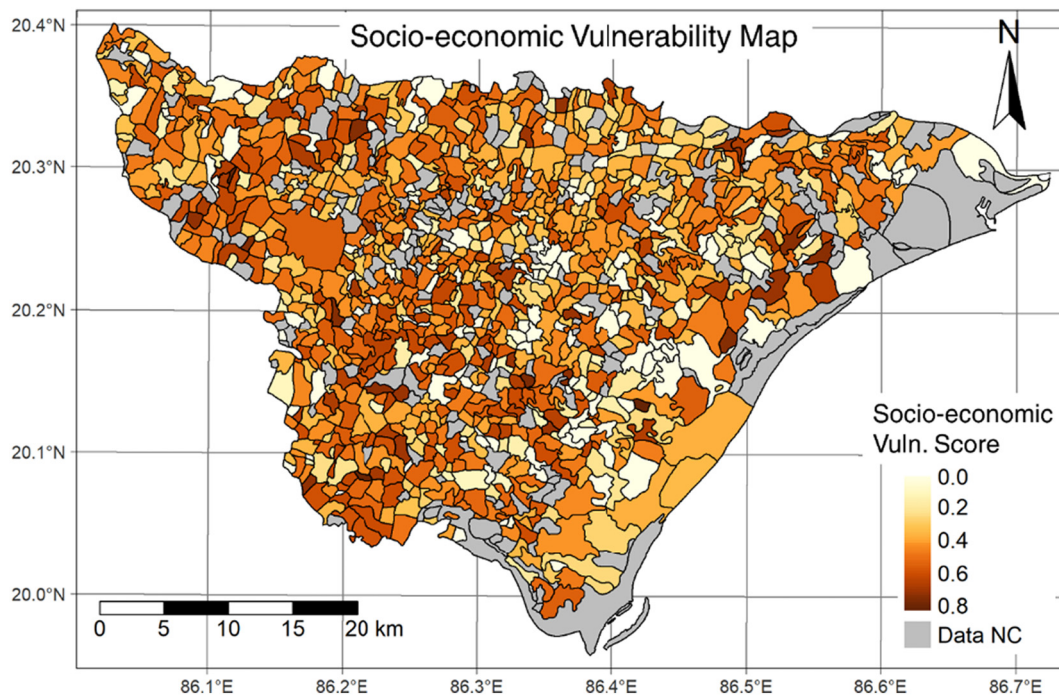 Socio-economic Vulnerability Map
N
20.4°N
20.3°N
20.2°N
20.1°N
20.0°N
Socio-economic
Vuln. Score
0.0
0.2
0.4
0.6
0.8
Data NC
0 5 10 15 20 km
86.1°E 86.2°E 86.3°E 86.4°E 86.5°E 86.6°E 86.7°E